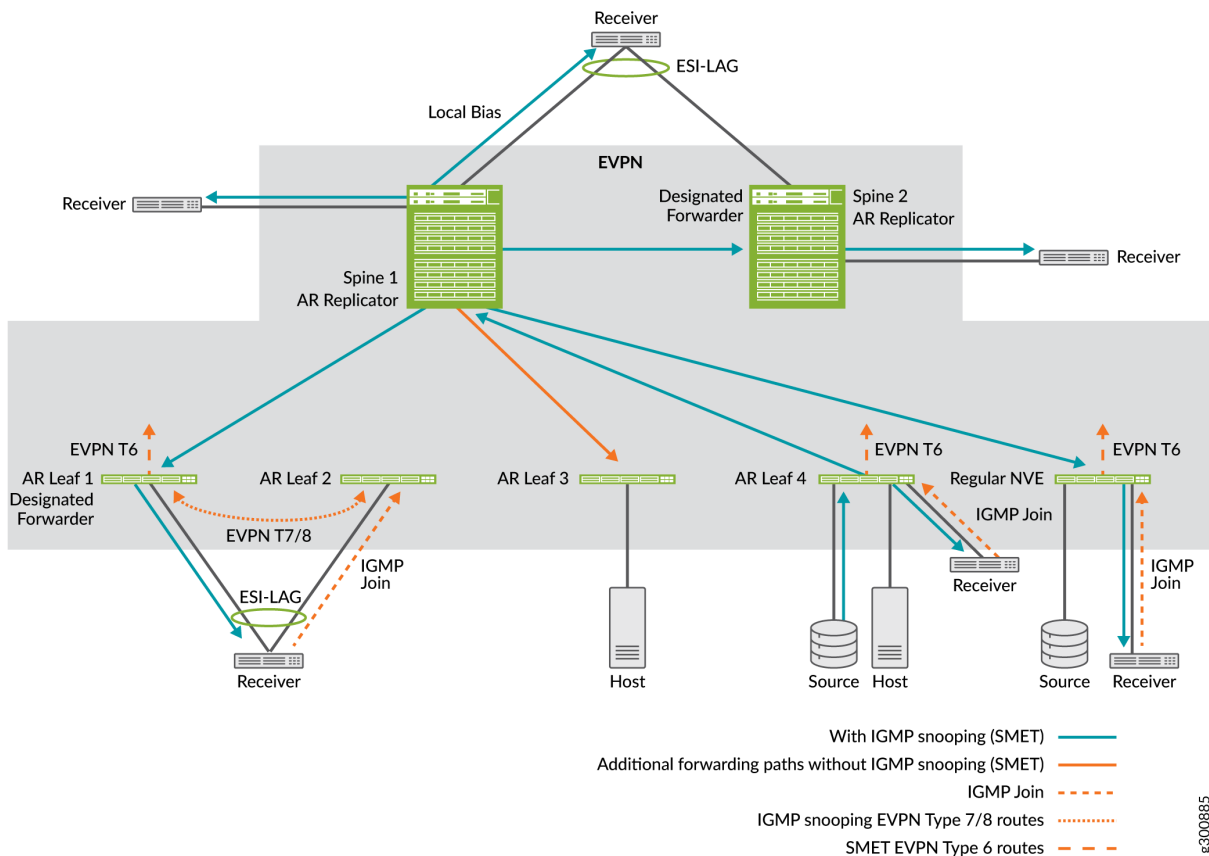 Receiver
ESI-LAG
Local Bias
EVPN
Receiver
Designated
Forwarder
Spine 2
AR Replicator
Receiver
Spine 1
AR Replicator
EVPN T6
AR Leaf 1
Designated
Forwarder
AR Leaf 2
EVPN T7/8
IGMP
Join
ESI-LAG
Receiver
AR Leaf 3
Host
EVPN T6
AR Leaf 4
IGMP Join
Receiver
Source
Host
EVPN T6
Regular NVE
IGMP
Join
Source
Receiver
With IGMP snooping (SMET)
Additional forwarding paths without IGMP snooping (SMET)
IGMP Join
IGMP snooping EVPN Type 7/8 routes
SMET EVPN Type 6 routes
g300885